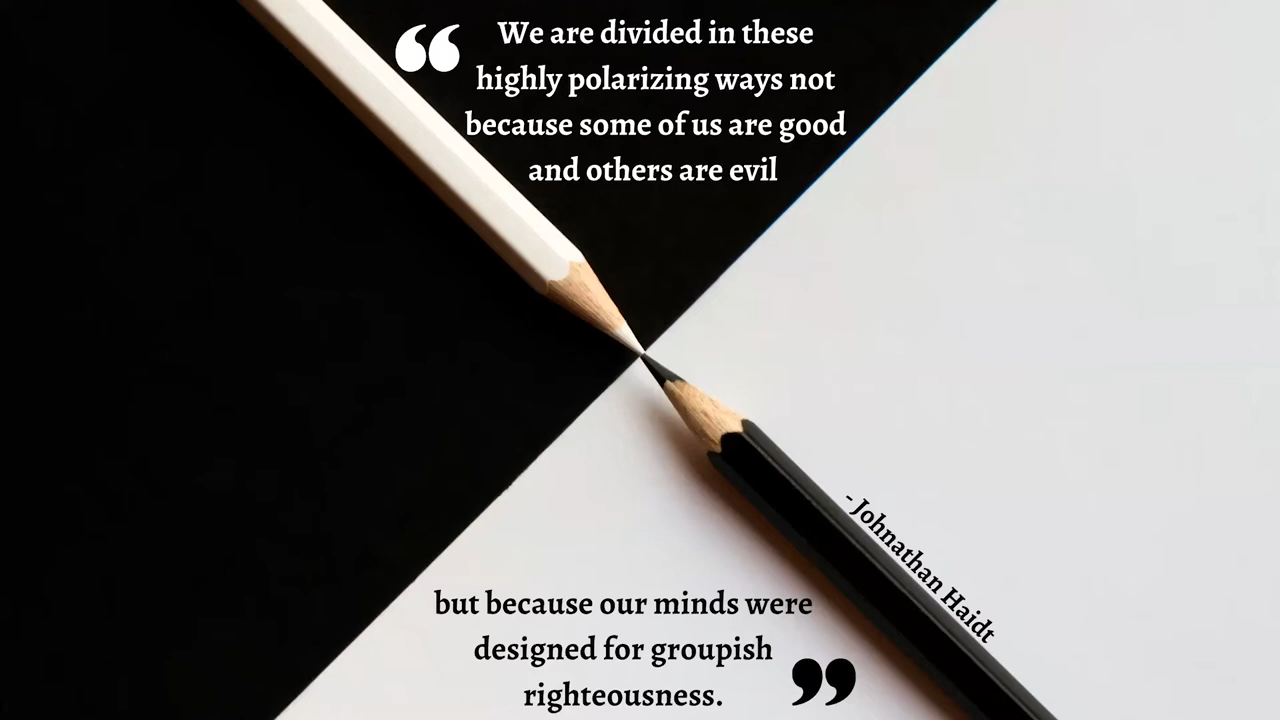 “
We are divided in these
highly polarizing ways not
because some of us are good
and others are evil
but because our minds were
designed for groupish
righteousness.
”
- Johnathan Haidt